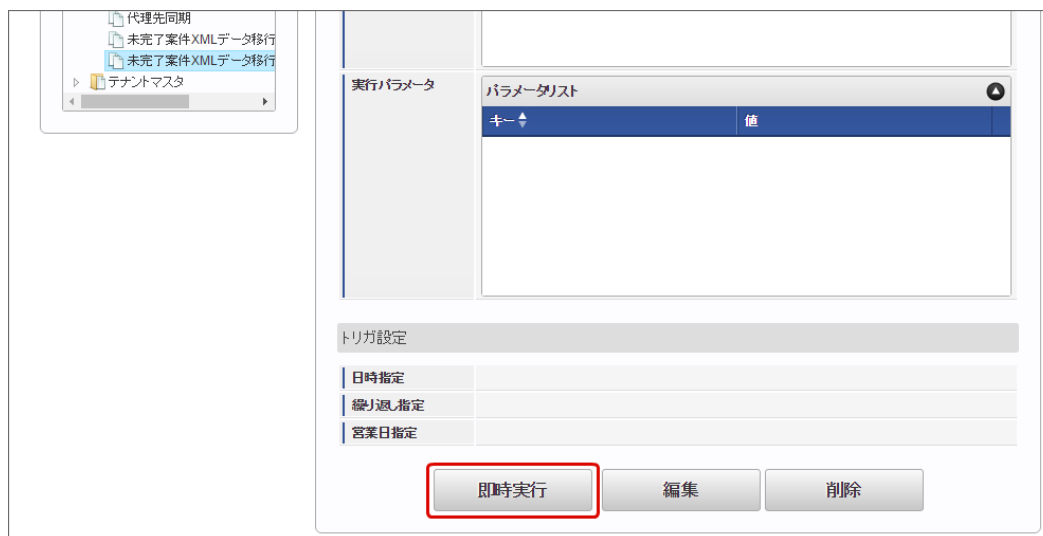 代理先同期
未完了案件XMLデータ移行
未完了案件XMLデータ移行
テナントマスタ
実行パラメータ
パラメータリスト
キー
値
トリガ設定
日時指定
繰り返し指定
営業日指定
即時実行
編集
削除